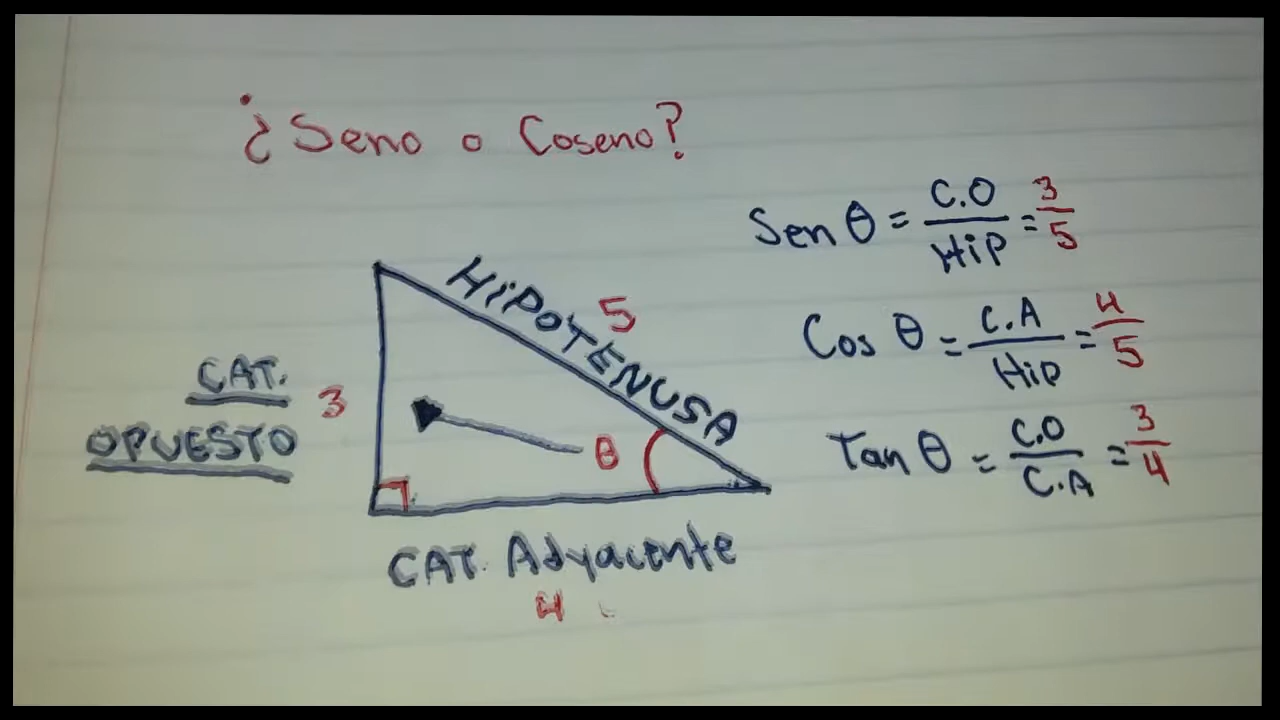 ¿Seno o Coseno?
Sen θ = C.O / Hip = 3 / 5
Cos θ = C.A / Hip = 4 / 5
Tan θ = C.O / C.A = 3 / 4
HiPOTENUSA
5
CAT.
OPUESTO
3
θ
CAT. Adyacente
4